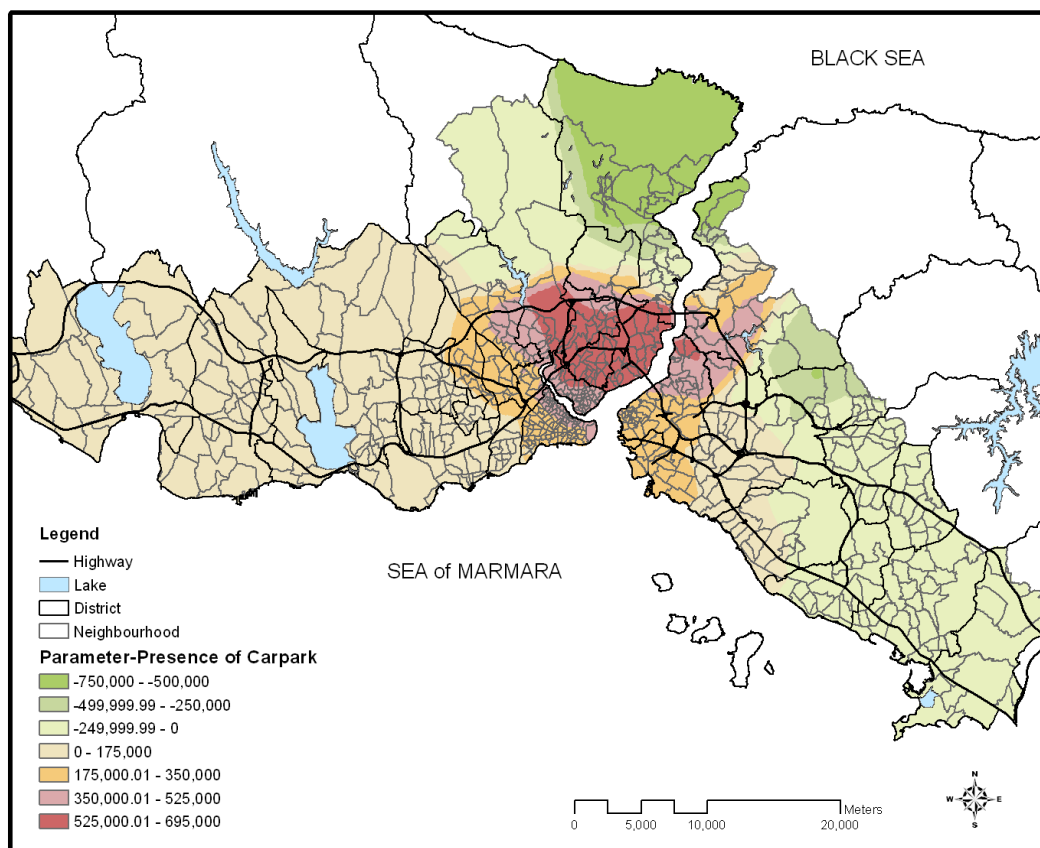 BLACK SEA
SEA of MARMARA
Legend
Highway
Lake
District
Neighbourhood
Parameter-Presence of Carpark
-750,000 - -500,000
-499,999.99 - -250,000
-249,999.99 - 0
0 - 175,000
175,000.01 - 350,000
350,000.01 - 525,000
525,000.01 - 695,000
Meters
0 5,000 10,000 20,000
N
W E
S